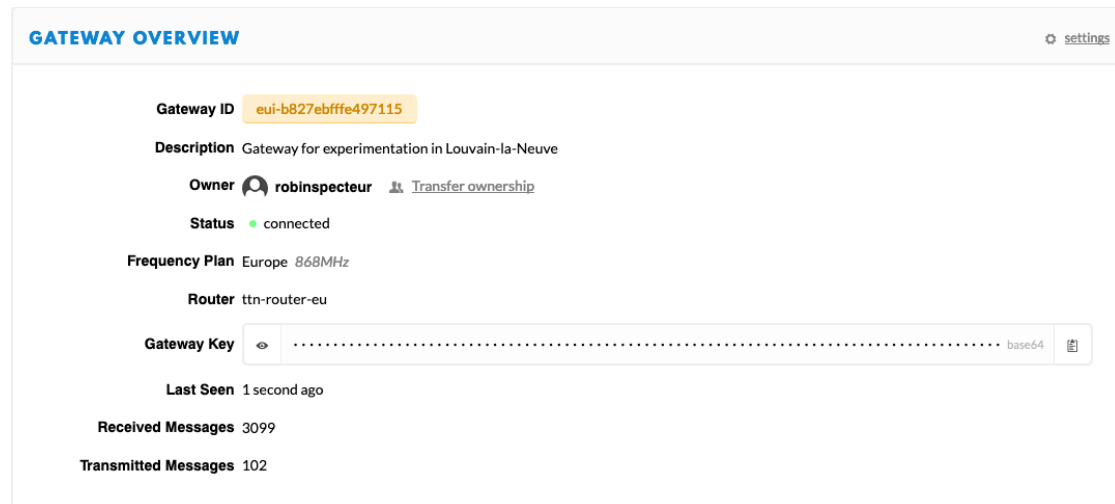 GATEWAY OVERVIEW settings
Gateway ID eui-b827ebfffe497115
Description Gateway for experimentation in Louvain-la-Neuve
Owner robinspecteur Transfer ownership
Status connected
Frequency Plan Europe 868MHz
Router ttn-router-eu
Gateway Key base64
Last Seen 1 second ago
Received Messages 3099
Transmitted Messages 102